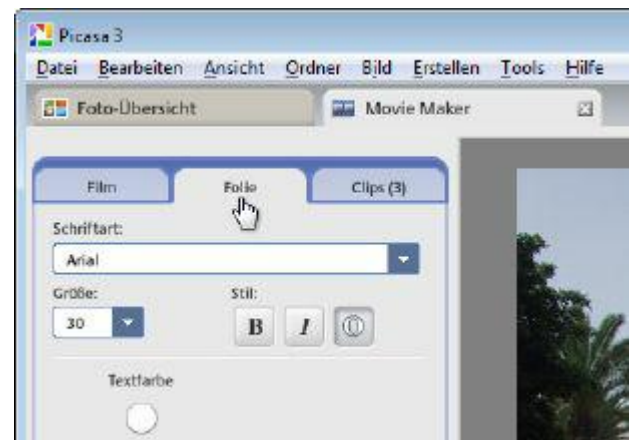 Picasa 3
Datei Bearbeiten Ansicht Ordner Bild Erstellen Tools Hilfe
Foto-Übersicht Movie Maker
Film Folie Clips (3)
Schriftart:
Arial
Größe: Stil:
30 B I O
Textfarbe